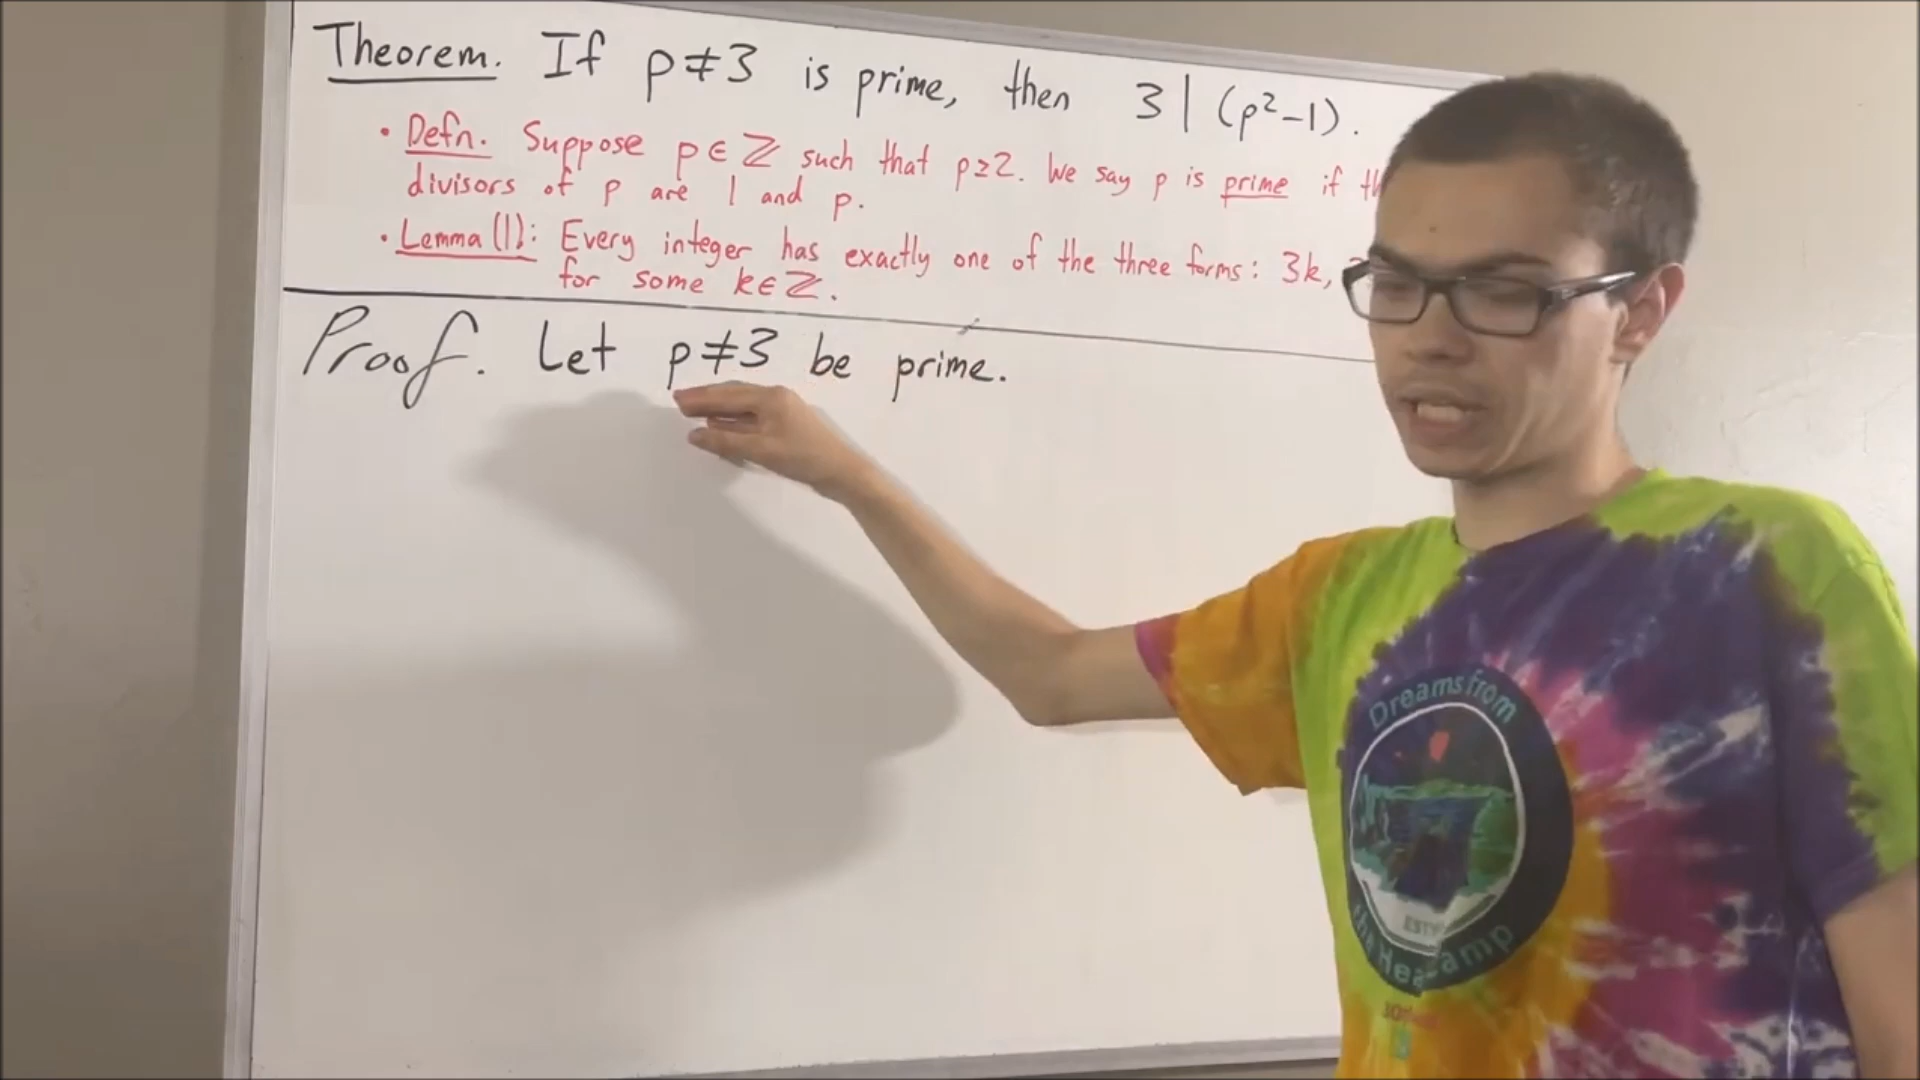 Theorem. If p≠3 is prime, then 3 | (p²-1).
• Defn. Suppose p∈ℤ such that p≥2. We say p is prime if
divisors of p are 1 and p.
• Lemma (1): Every integer has exactly one of the three forms: 3k,
for some k∈ℤ.
Proof. Let p≠3 be prime.
Dreams from
the
ESTD